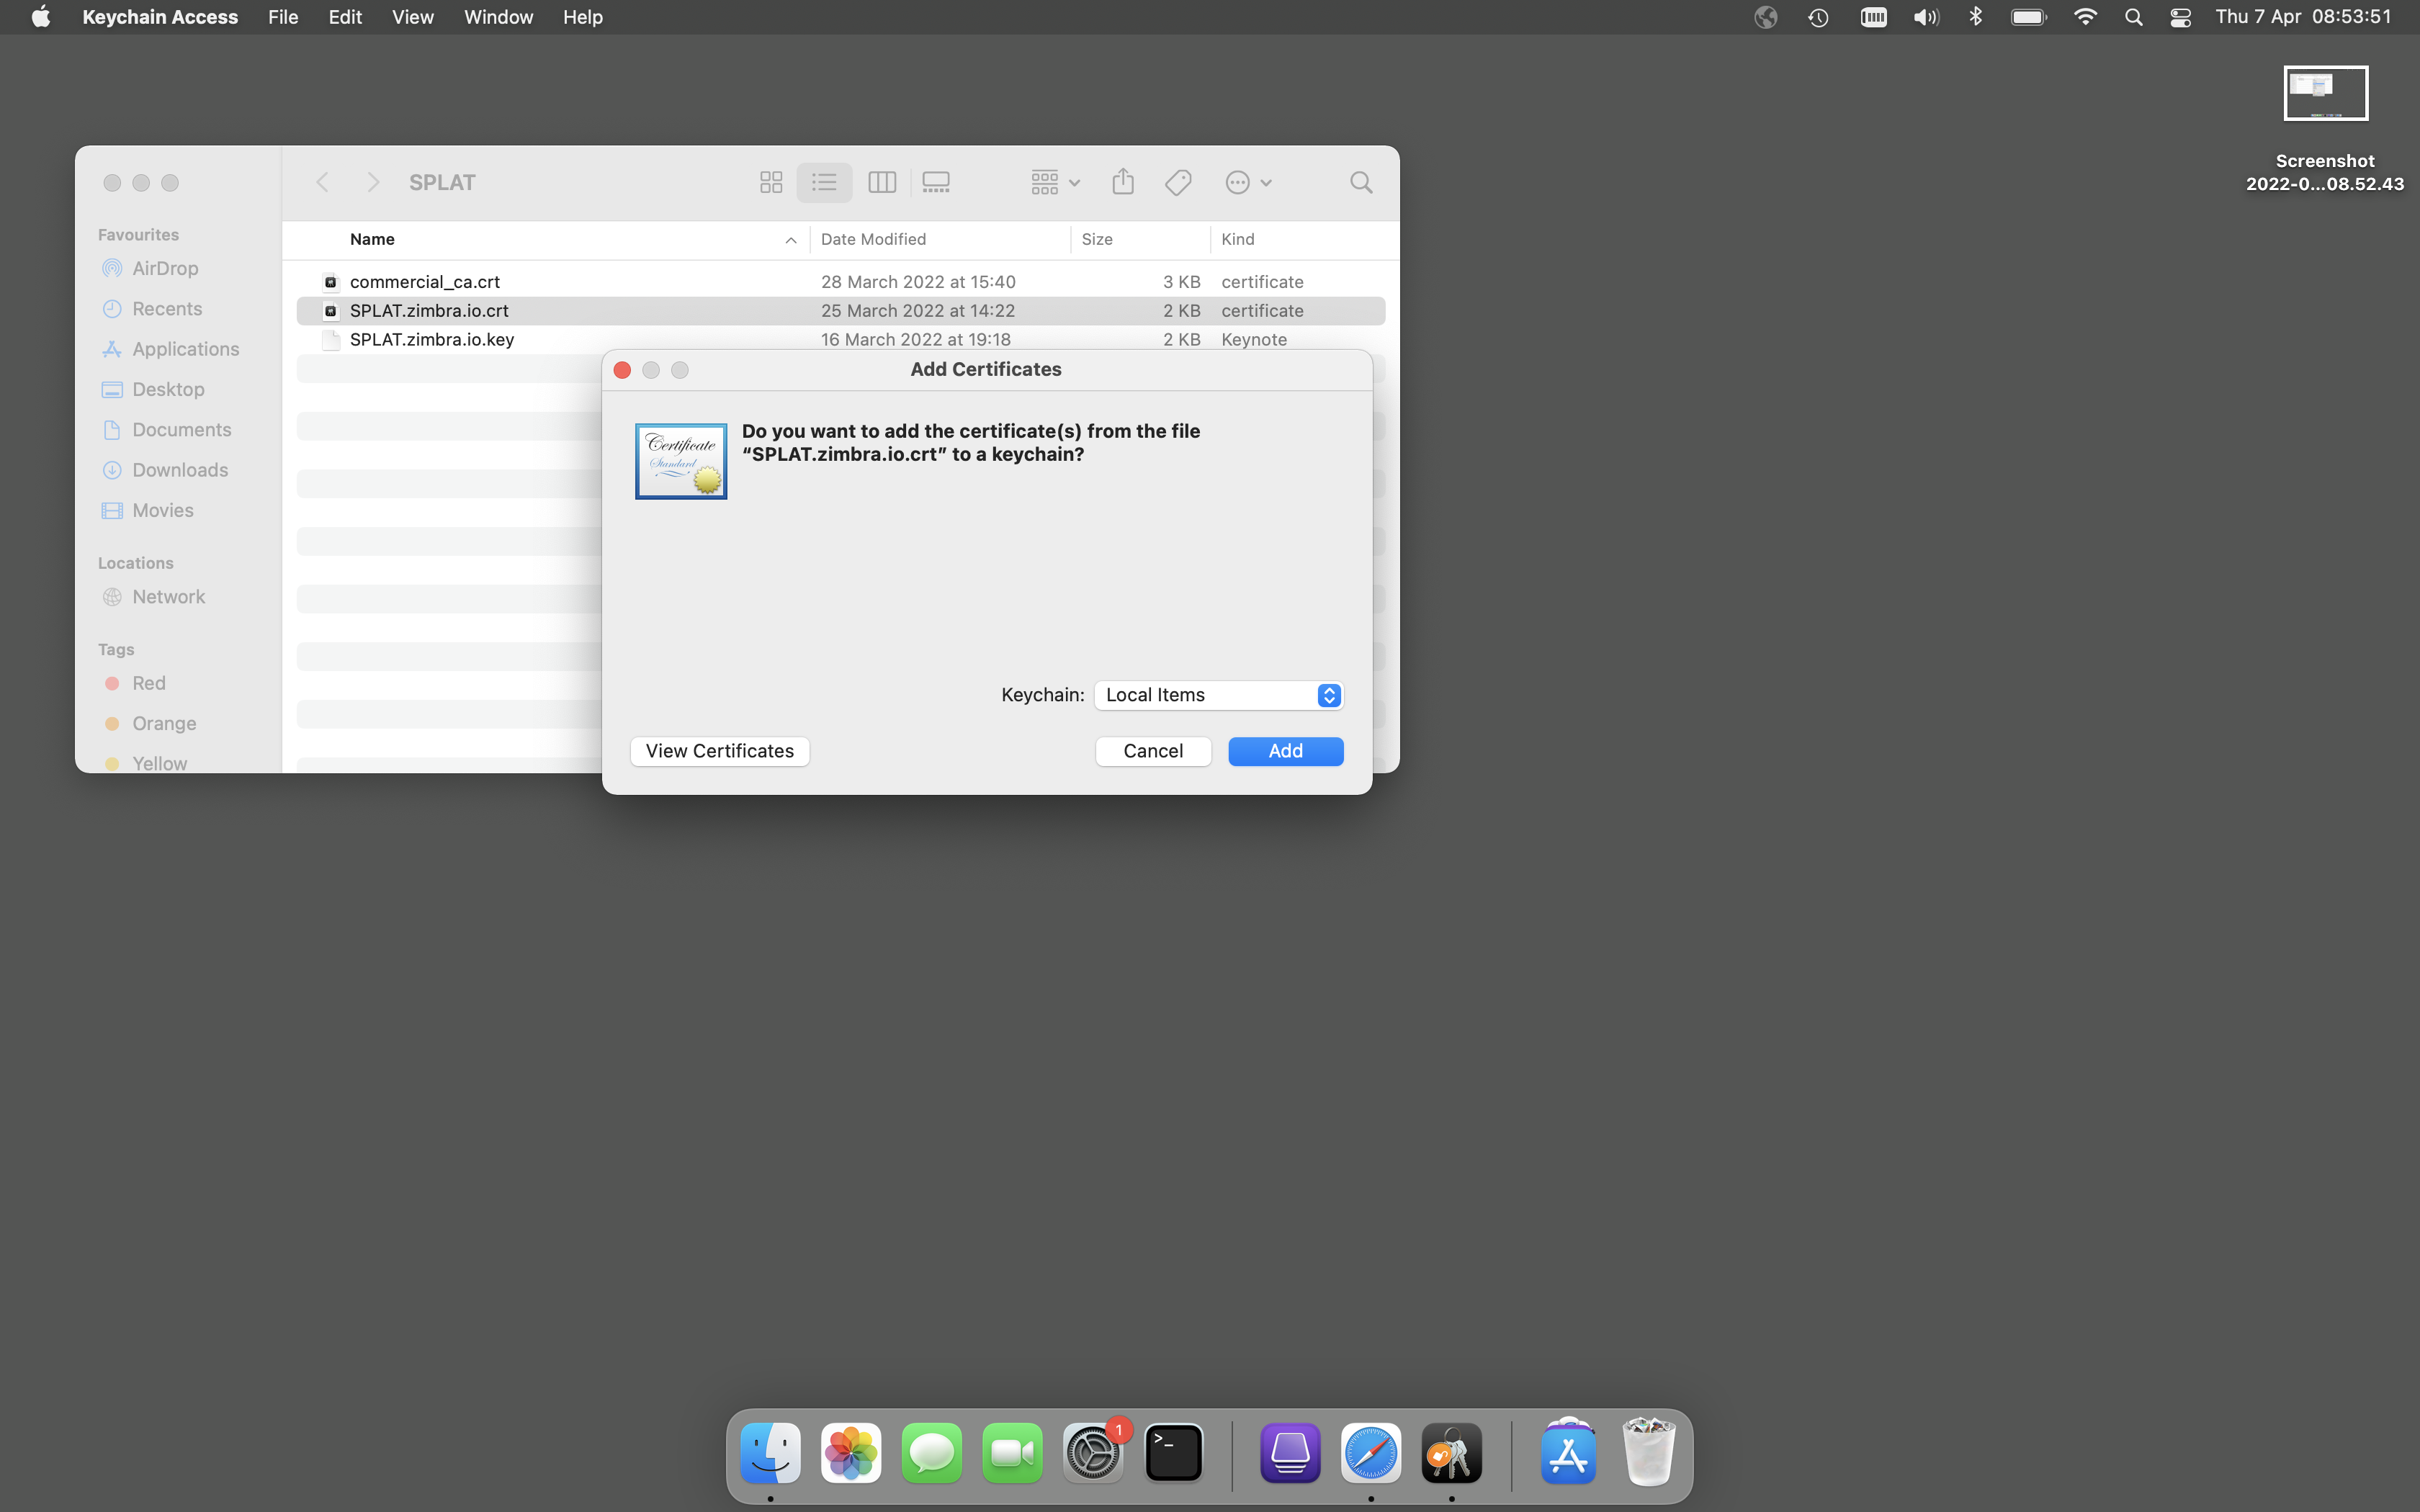 Keychain Access File Edit View Window Help
Thu 7 Apr 08:53:51
Screenshot
2022-0...08.52.43
SPLAT
Favourites
AirDrop
Recents
Applications
Desktop
Documents
Downloads
Movies
Locations
Network
Tags
Red
Orange
Yellow
Name Date Modified Size Kind
commercial_ca.crt 28 March 2022 at 15:40 3 KB certificate
SPLAT.zimbra.io.crt 25 March 2022 at 14:22 2 KB certificate
SPLAT.zimbra.io.key 16 March 2022 at 19:18 2 KB Keynote
Add Certificates
Certificate
Standard
Do you want to add the certificate(s) from the file
“SPLAT.zimbra.io.crt” to a keychain?
Keychain: Local Items
View Certificates Cancel Add
1
>_